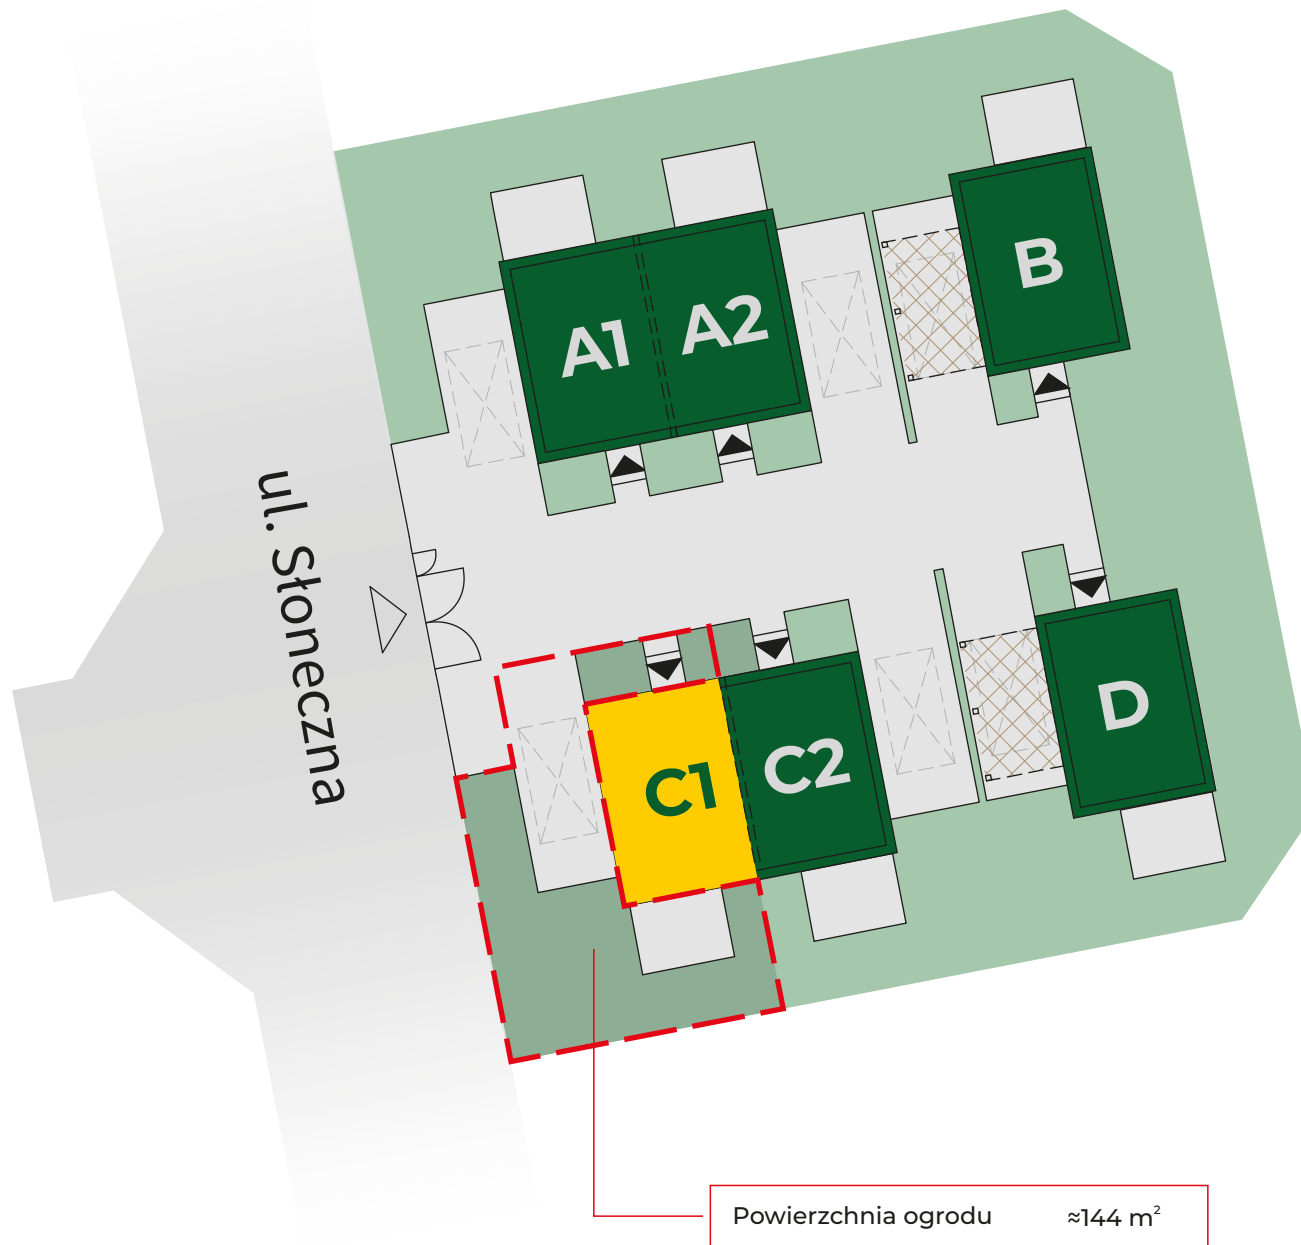 B
A1
A2
ul. Słoneczna
C1
C2
D
Powierzchnia ogrodu ≈144 m²